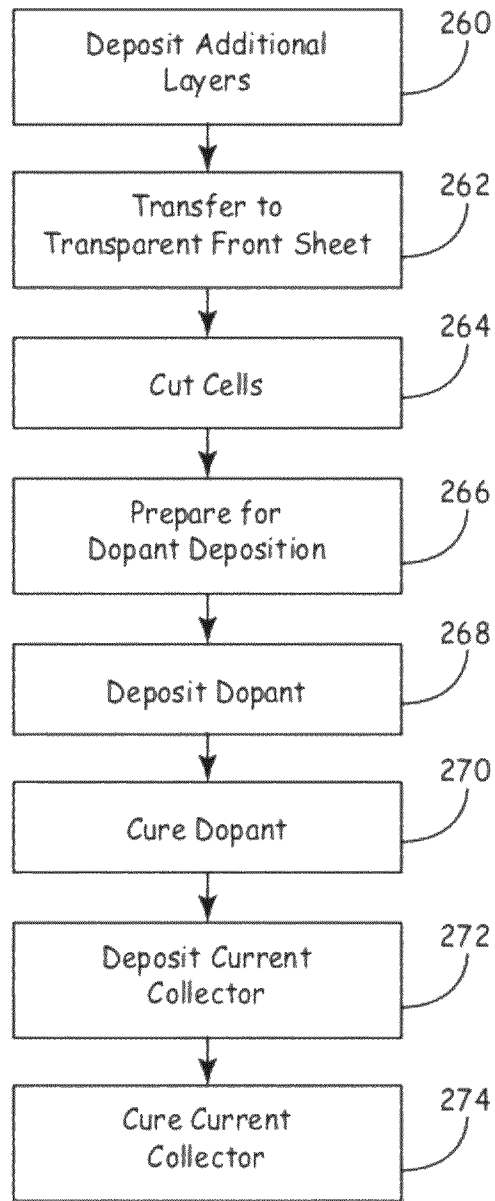 260
Deposit Additional
Layers
262
Transfer to
Transparent Front Sheet
264
Cut Cells
266
Prepare for
Dopant Deposition
268
Deposit Dopant
270
Cure Dopant
272
Deposit Current
Collector
274
Cure Current
Collector